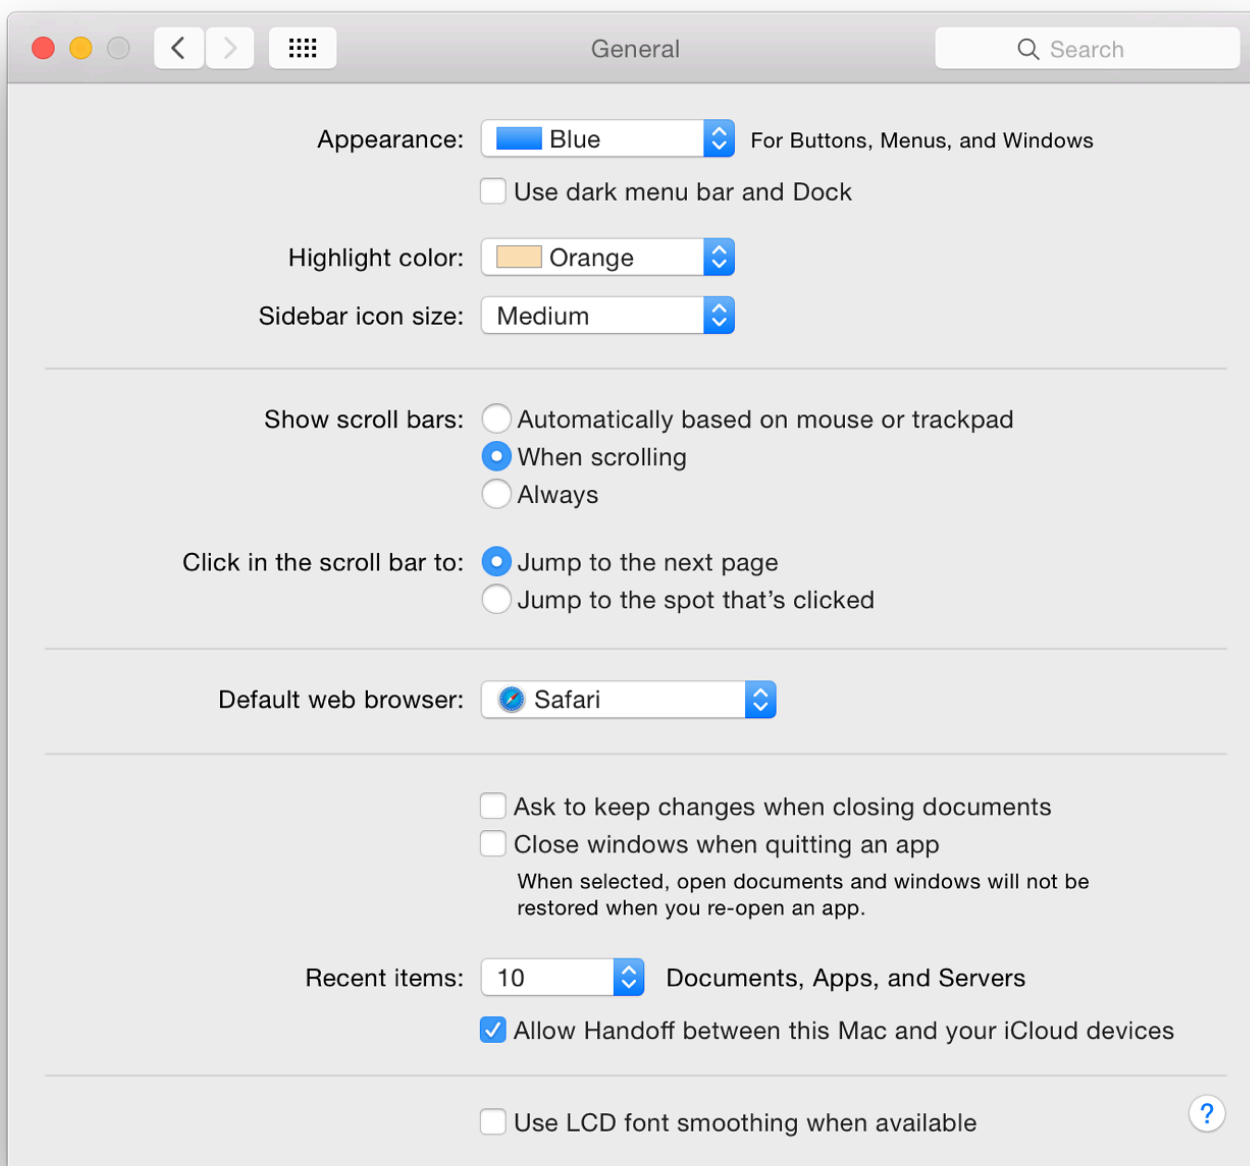 General
Search
Appearance: Blue For Buttons, Menus, and Windows
Use dark menu bar and Dock
Highlight color: Orange
Sidebar icon size: Medium
Show scroll bars: Automatically based on mouse or trackpad
When scrolling
Always
Click in the scroll bar to: Jump to the next page
Jump to the spot that’s clicked
Default web browser: Safari
Ask to keep changes when closing documents
Close windows when quitting an app
When selected, open documents and windows will not be
restored when you re-open an app.
Recent items: 10 Documents, Apps, and Servers
Allow Handoff between this Mac and your iCloud devices
Use LCD font smoothing when available
?